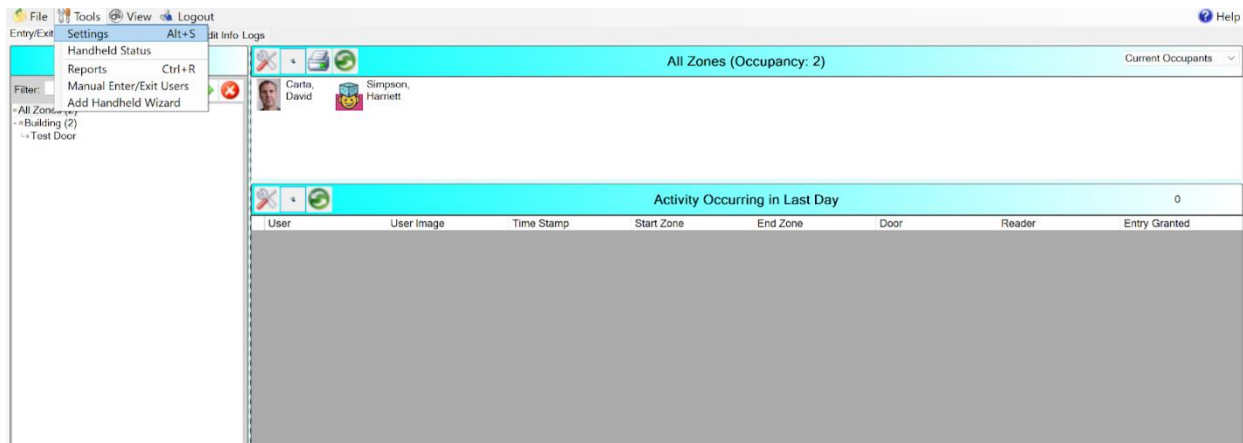 File Tools View Logout Help
Entry/Exit dit Info Logs
Settings Alt+S
Handheld Status
Reports Ctrl+R
Manual Enter/Exit Users
Add Handheld Wizard
Filter:
All Zones (2)
Building (2)
Test Door
All Zones (Occupancy: 2) Current Occupants
Carta, David
Simpson, Harriett
Activity Occurring in Last Day 0
User User Image Time Stamp Start Zone End Zone Door Reader Entry Granted